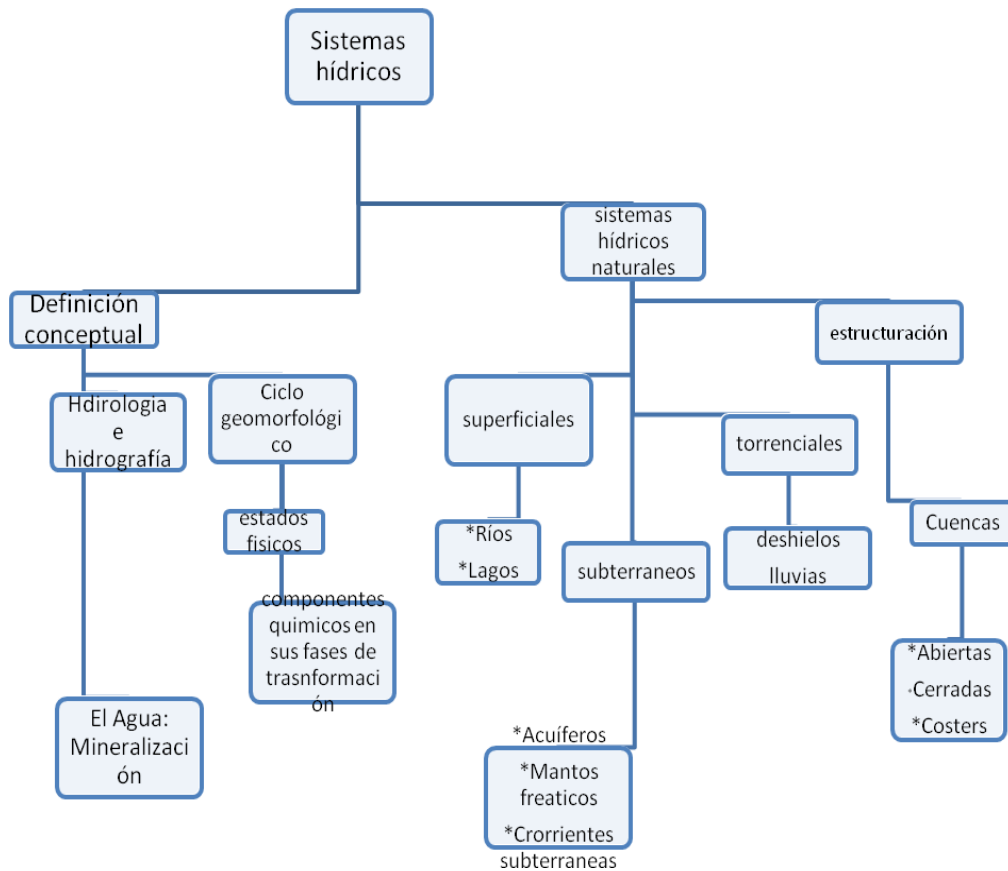 Sistemas
hídricos
sistemas
hídricos
naturales
Definición
conceptual
estructuración
Hdirologia
e
hidrografía
Ciclo
geomorfológi
co
superficiales
torrenciales
estados
fisicos
*Ríos
*Lagos
subterraneos
deshielos
lluvias
Cuencas
componentes
quimicos en
sus fases de
trasnformaci
ón
El Agua:
Mineralizaci
ón
*Acuíferos
*Mantos
freaticos
*Crorrientes
subterraneas
*Abiertas
*Cerradas
*Costers